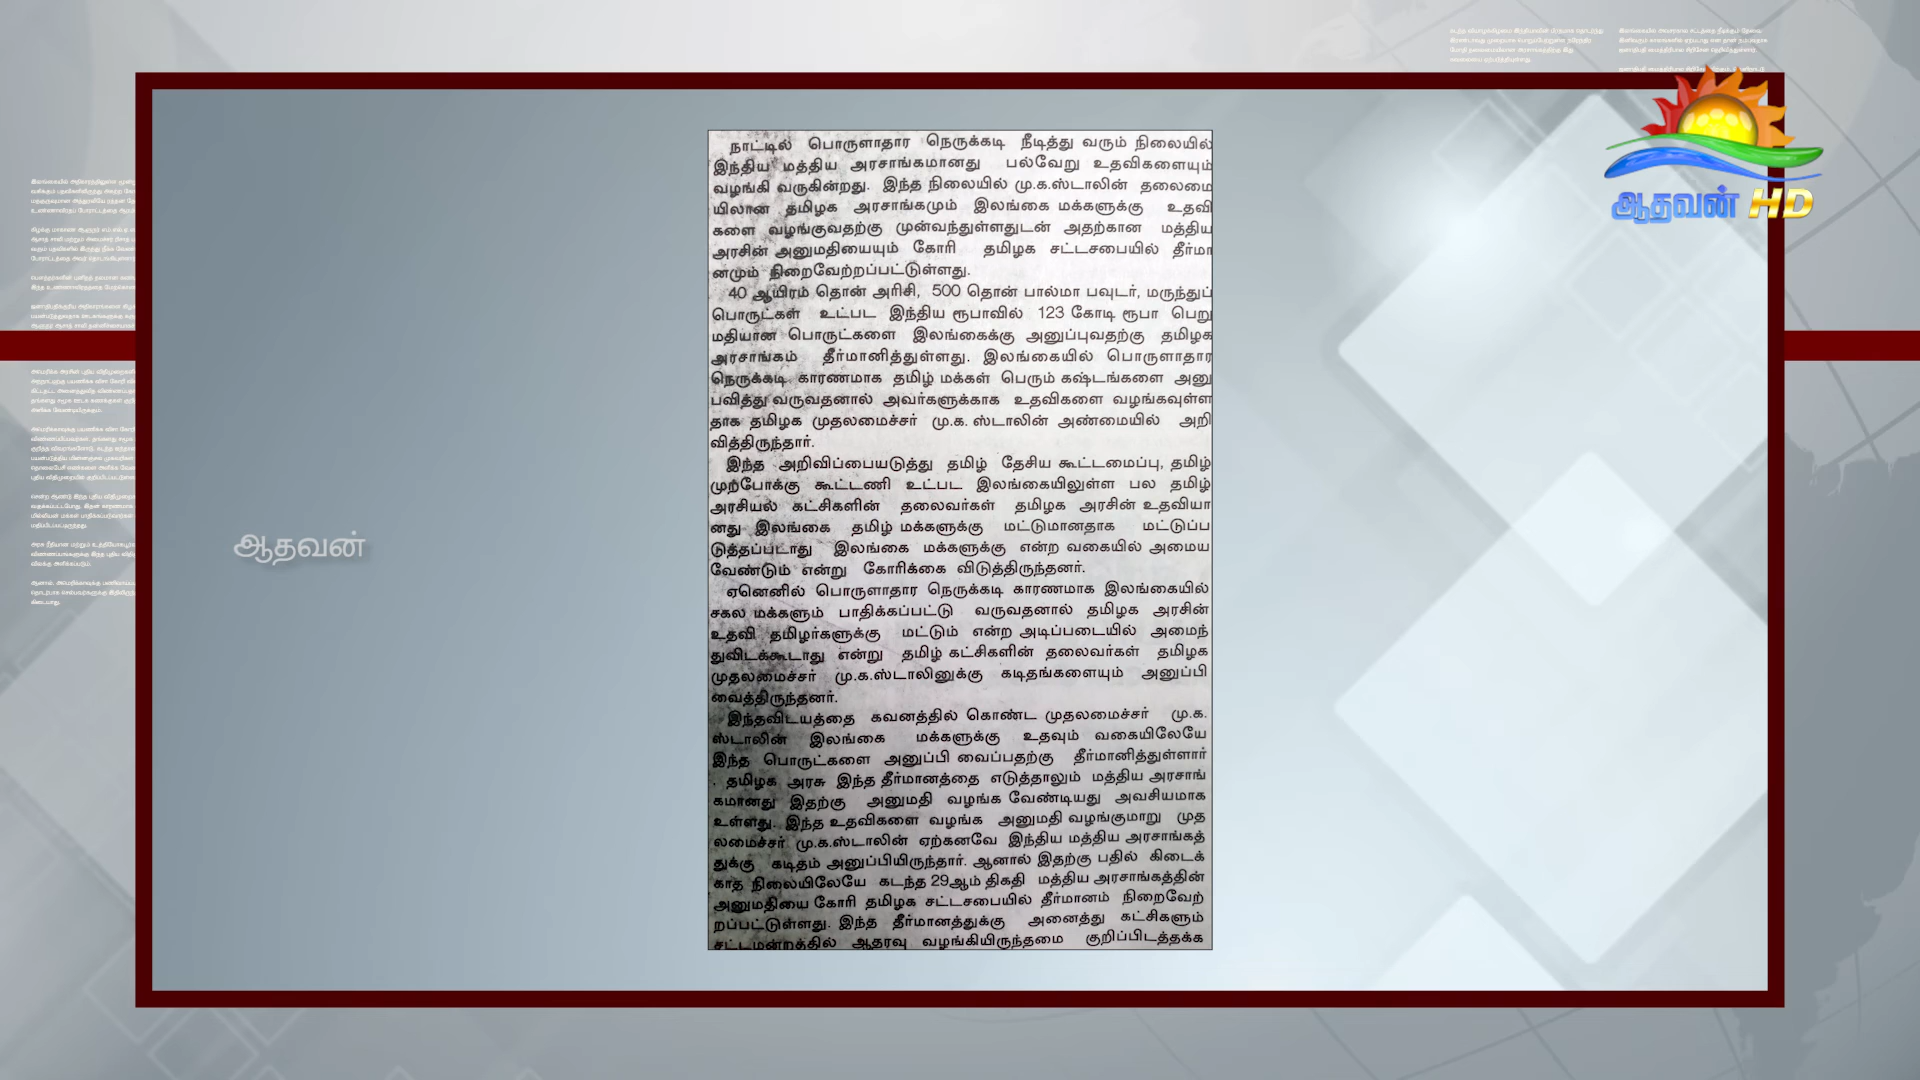 ஆதவன் HD
நாட்டில் பொருளாதார நெருக்கடி நீடித்து வரும் நிலையில்
இந்திய மத்திய அரசாங்கமானது பல்வேறு உதவிகளையும்
வழங்கி வருகின்றது. இந்த நிலையில் மு.க.ஸ்டாலின் தலைமை
யிலான தமிழக அரசாங்கமும் இலங்கை மக்களுக்கு உதவி
களை வழங்குவதற்கு முன்வந்துள்ளதுடன் அதற்கான மத்திய
அரசின் அனுமதியையும் கோரி தமிழக சட்டசபையில் தீர்மா
னமும் நிறைவேற்றப்பட்டுள்ளது.
40 ஆயிரம் தொன் அரிசி, 500 தொன் பால்மா பவுடர், மருந்துப்
பொருட்கள் உட்பட இந்திய ரூபாவில் 123 கோடி ரூபா பெறு
மதியான பொருட்களை இலங்கைக்கு அனுப்புவதற்கு தமிழக
அரசாங்கம் தீர்மானித்துள்ளது. இலங்கையில் பொருளாதார
நெருக்கடி காரணமாக தமிழ் மக்கள் பெரும் கஷ்டங்களை அனு
பவித்து வருவதனால் அவர்களுக்காக உதவிகளை வழங்கவுள்ள
தாக தமிழக முதலமைச்சர் மு.க. ஸ்டாலின் அண்மையில் அறி
வித்திருந்தார்.
இந்த அறிவிப்பையடுத்து தமிழ் தேசிய கூட்டமைப்பு, தமிழ்
முற்போக்கு கூட்டணி உட்பட இலங்கையிலுள்ள பல தமிழ்
அரசியல் கட்சிகளின் தலைவர்கள் தமிழக அரசின் உதவியா
னது இலங்கை தமிழ் மக்களுக்கு மட்டுமானதாக மட்டுப்ப
டுத்தப்படாது இலங்கை மக்களுக்கு என்ற வகையில் அமைய
வேண்டும் என்று கோரிக்கை விடுத்திருந்தனர்.
ஏனெனில் பொருளாதார நெருக்கடி காரணமாக இலங்கையில்
சகல மக்களும் பாதிக்கப்பட்டு வருவதனால் தமிழக அரசின்
உதவி தமிழர்களுக்கு மட்டும் என்ற அடிப்படையில் அமைந்
துவிடக்கூடாது என்று தமிழ் கட்சிகளின் தலைவர்கள் தமிழக
முதலமைச்சர் மு.க.ஸ்டாலினுக்கு கடிதங்களையும் அனுப்பி
வைத்திருந்தனர்.
இந்தவிடயத்தை கவனத்தில் கொண்ட முதலமைச்சர் மு.க.
ஸ்டாலின் இலங்கை மக்களுக்கு உதவும் வகையிலேயே
இந்த பொருட்களை அனுப்பி வைப்பதற்கு தீர்மானித்துள்ளார்
. தமிழக அரசு இந்த தீர்மானத்தை எடுத்தாலும் மத்திய அரசாங்
கமானது இதற்கு அனுமதி வழங்க வேண்டியது அவசியமாக
உள்ளது. இந்த உதவிகளை வழங்க அனுமதி வழங்குமாறு முத
லமைச்சர் மு.க.ஸ்டாலின் ஏற்கனவே இந்திய மத்திய அரசாங்கத்
துக்கு கடிதம் அனுப்பியிருந்தார். ஆனால் இதற்கு பதில் கிடைக்
காத நிலையிலேயே கடந்த 29ஆம் திகதி மத்திய அரசாங்கத்தின்
அனுமதியை கோரி தமிழக சட்டசபையில் தீர்மானம் நிறைவேற்
றப்பட்டுள்ளது. இந்த தீர்மானத்துக்கு அனைத்து கட்சிகளும்
சட்டமன்றத்தில் ஆதரவு வழங்கியிருந்தமை குறிப்பிடத்தக்க
ஆதவன்